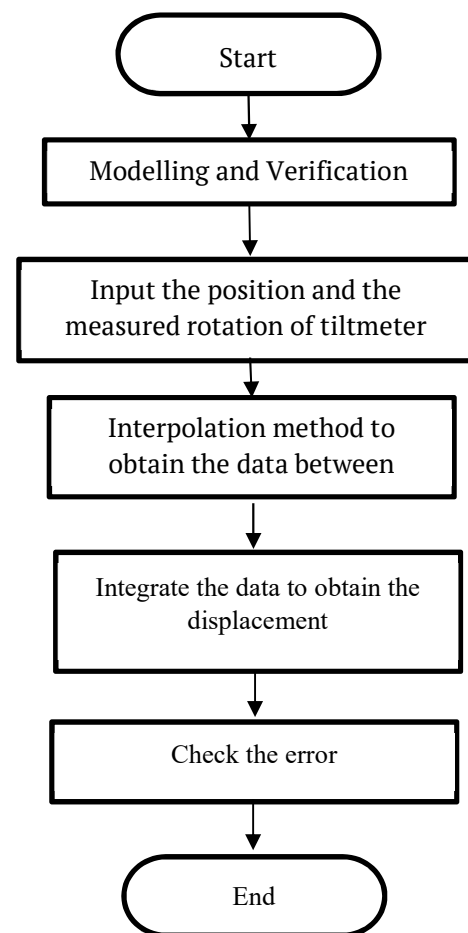 Start
Modelling and Verification
Input the position and the
measured rotation of tiltmeter
Interpolation method to
obtain the data between
Integrate the data to obtain the
displacement
Check the error
End